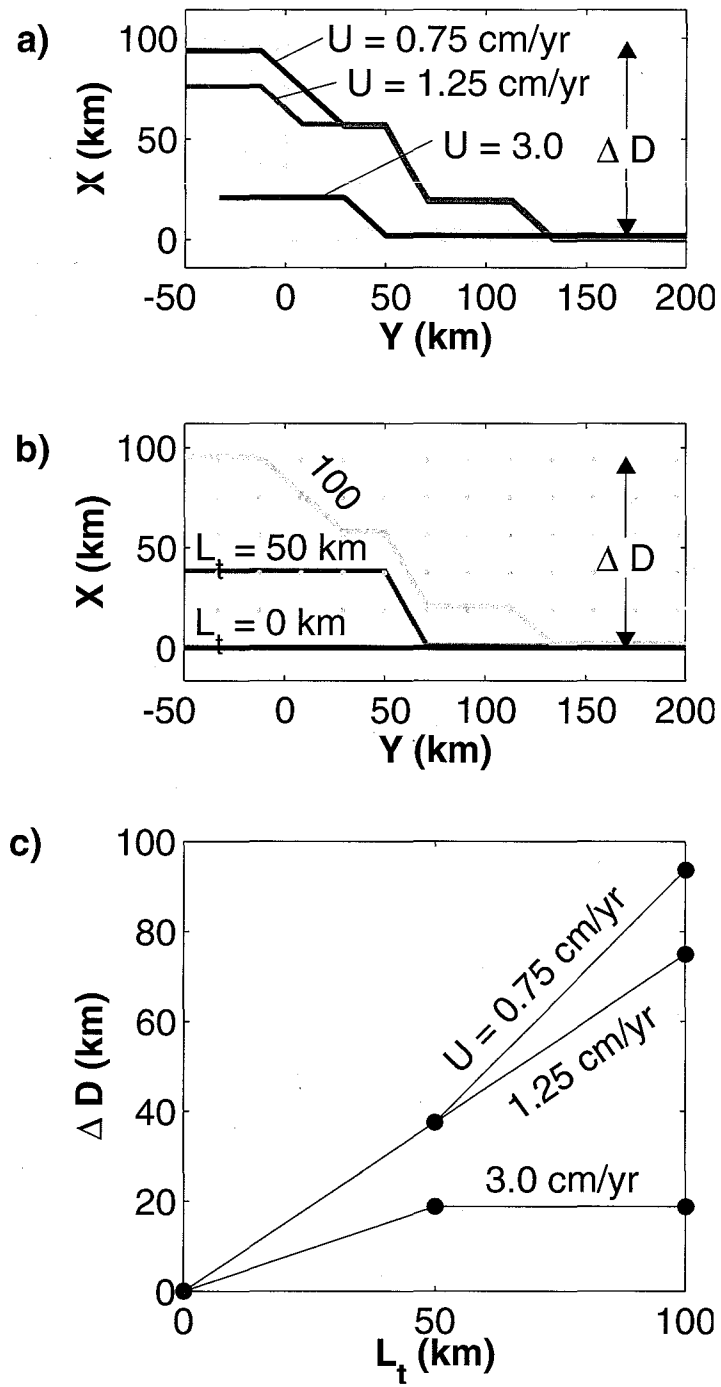 a)
100
50
0
X (km)
U = 0.75 cm/yr
U = 1.25 cm/yr
U = 3.0
Δ D
-50 0 50 100 150 200
Y (km)
b)
100
50
0
X (km)
100
L_t = 50 km
L_t = 0 km
Δ D
-50 0 50 100 150 200
Y (km)
c)
100
80
60
40
20
0
Δ D (km)
U = 0.75 cm/yr
1.25 cm/yr
3.0 cm/yr
0 50 100
L_t (km)